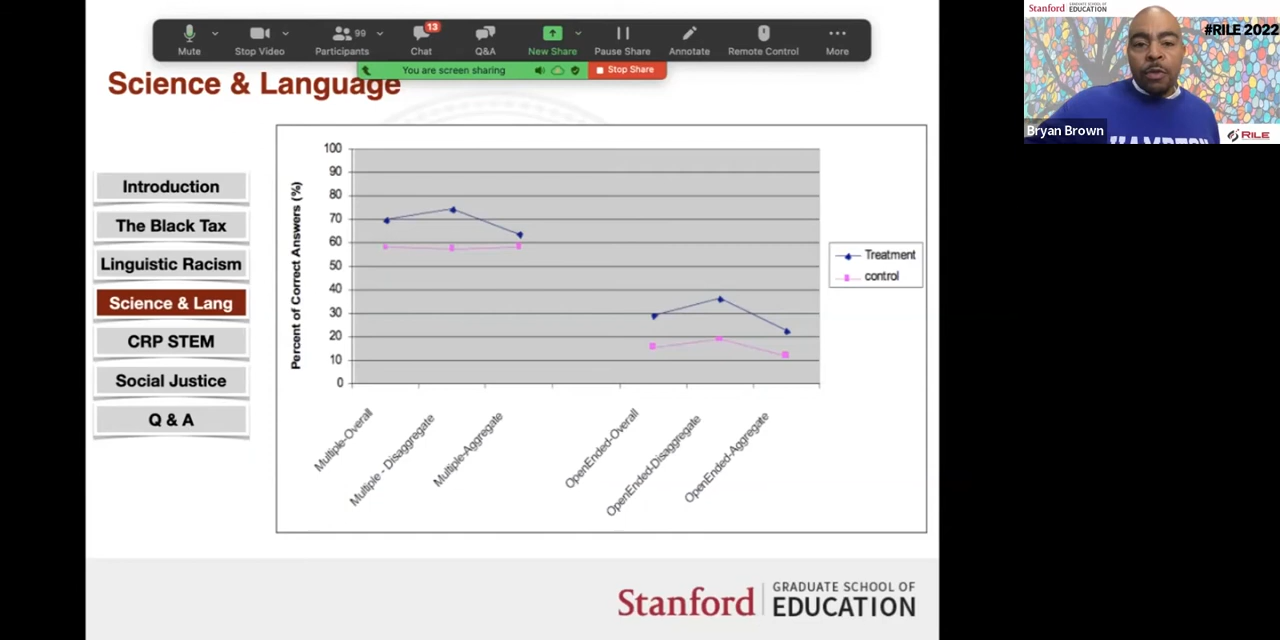 Mute
Stop Video
Participants
99
Chat
13
Q&A
New Share
Pause Share
Annotate
Remote Control
More
You are screen sharing
Stop Share
Science & Language
Introduction
The Black Tax
Linguistic Racism
Science & Lang
CRP STEM
Social Justice
Q & A
Percent of Correct Answers (%)
100
90
80
70
60
50
40
30
20
10
0
Multiple-Overall
Multiple - Disaggregate
Multiple-Aggregate
OpenEnded-Overall
OpenEnded-Disaggregate
OpenEnded-Aggregate
Treatment
control
Stanford
GRADUATE SCHOOL OF
EDUCATION
Stanford
GRADUATE SCHOOL OF
EDUCATION
#RILE 2022
Bryan Brown
HAMPTON
RILE